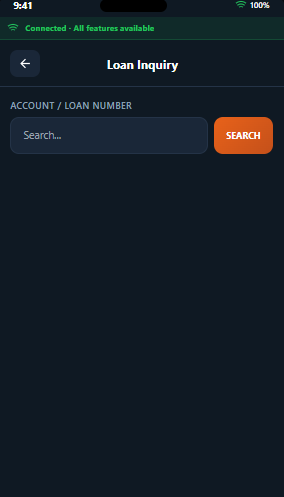 9:41
100%
Connected - All features available
Loan Inquiry
ACCOUNT / LOAN NUMBER
Search...
SEARCH